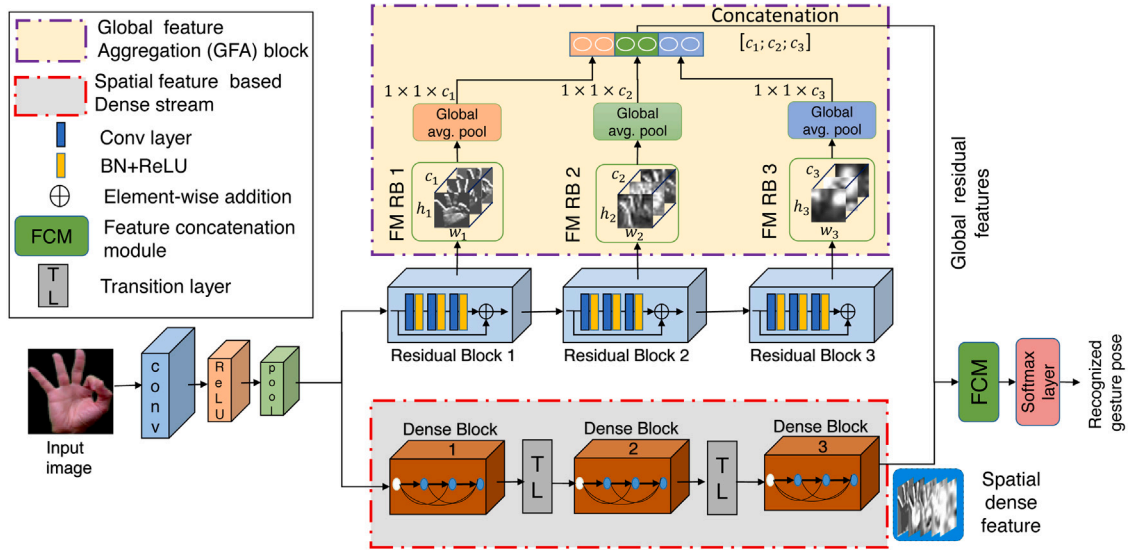 Global feature
Aggregation (GFA) block
Spatial feature based
Dense stream
Conv layer
BN+ReLU
Element-wise addition
FCM
Feature concatenation
module
T
L
Transition layer
Concatenation
[c₁; c₂; c₃]
1 × 1 × c₁
1 × 1 × c₂
1 × 1 × c₃
Global
avg. pool
Global
avg. pool
Global
avg. pool
FM RB 1
c₁
h₁
w₁
FM RB 2
c₂
h₂
w₂
FM RB 3
c₃
h₃
w₃
Global residual
features
Residual Block 1
Residual Block 2
Residual Block 3
Input
image
conv
ReLU
pool
Dense Block
1
T
L
Dense Block
2
T
L
Dense Block
3
FCM
Softmax
layer
Recognized
gesture pose
Spatial
dense
feature